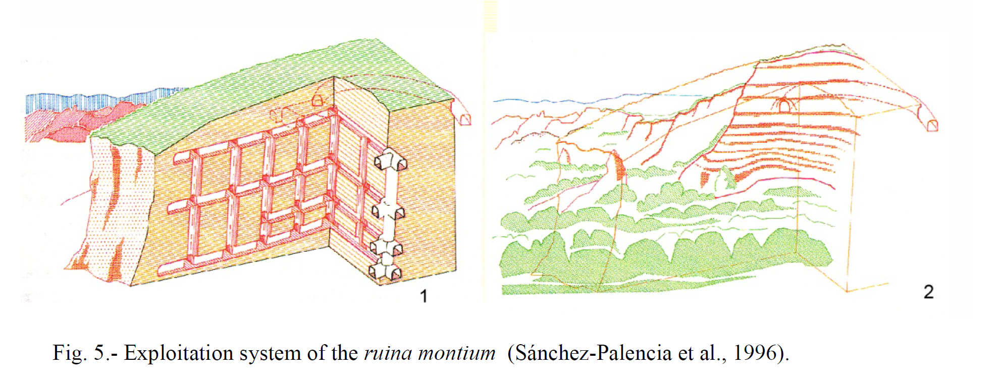 1
2
Fig. 5.- Exploitation system of the ruina montium (Sánchez-Palencia et al., 1996).